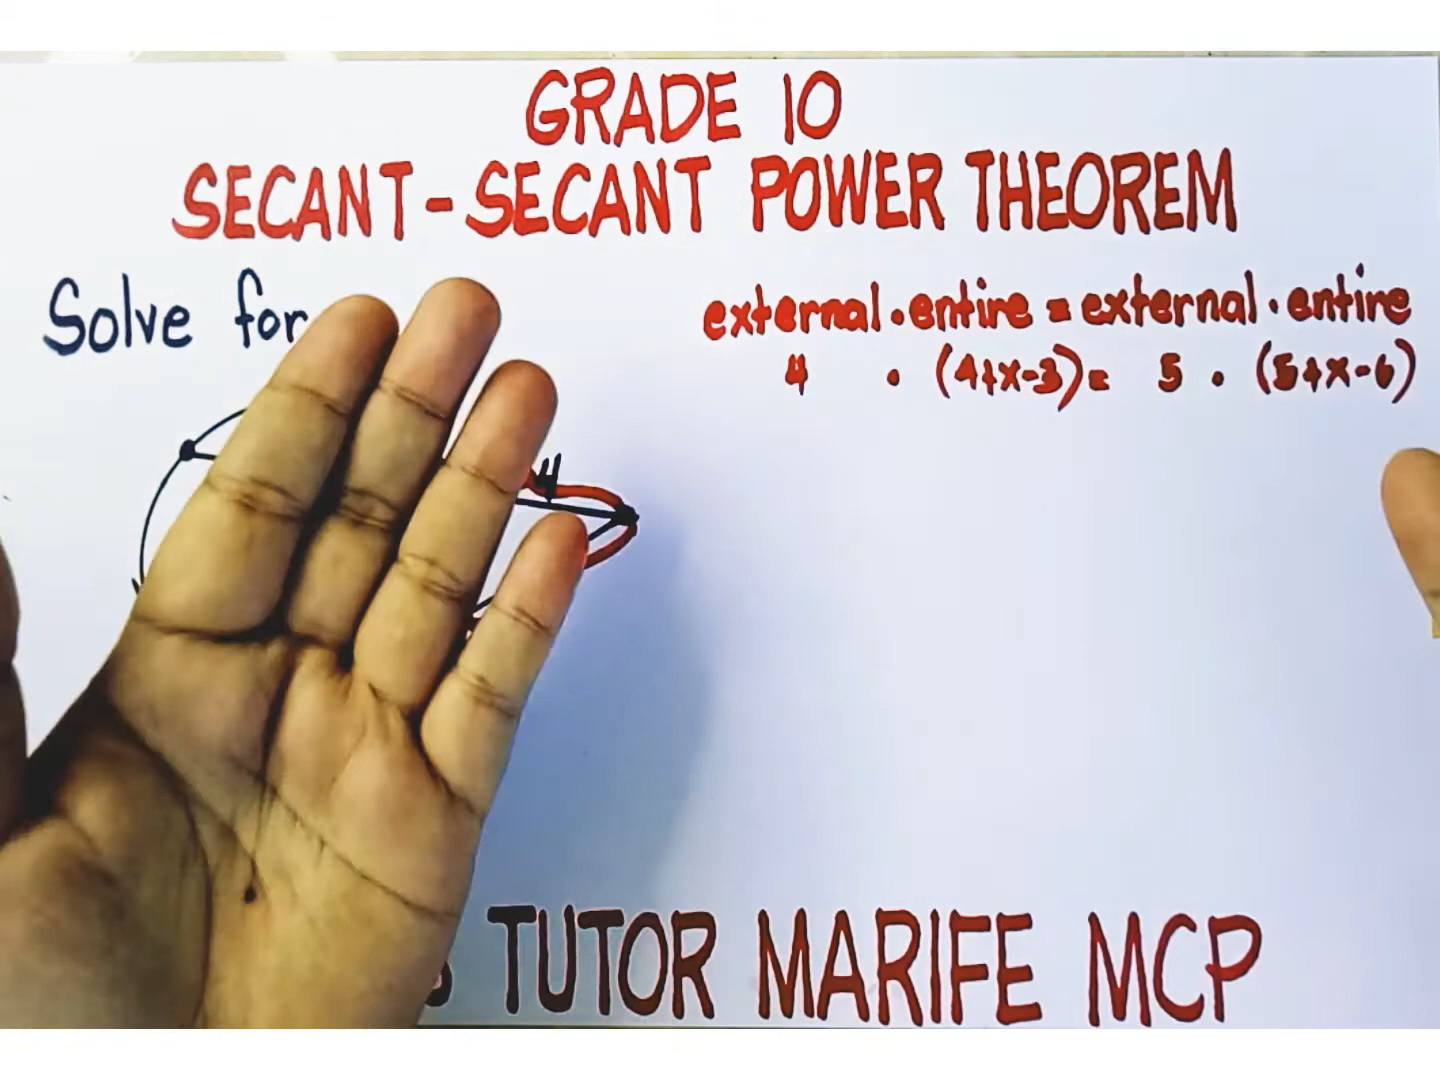 GRADE 10
SECANT-SECANT POWER THEOREM
Solve for
external · entire = external · entire
4 · (4+x-3) = 5 · (5+x-6)
4
TUTOR MARIFE MCP